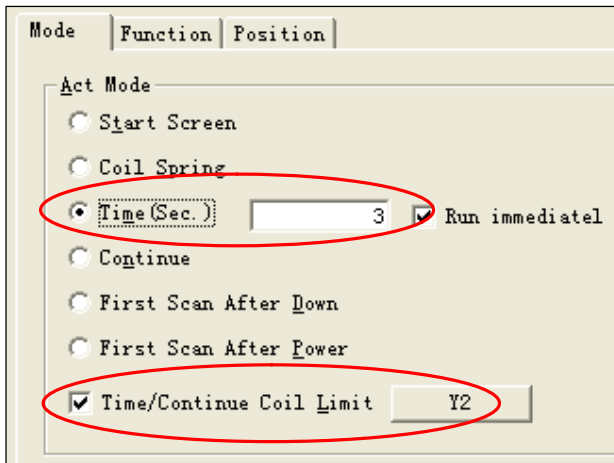 Mode Function Position
Act Mode
Start Screen
Coil Spring
Time(Sec.) 3 Run immediatel
Continue
First Scan After Down
First Scan After Power
Time/Continue Coil Limit Y2